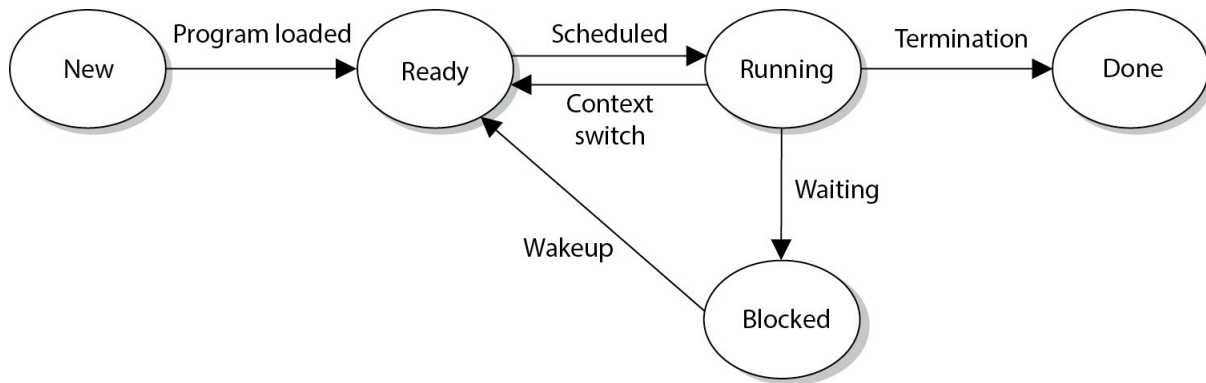 Program loaded
Scheduled
Termination
New
Ready
Running
Done
Context
switch
Waiting
Wakeup
Blocked